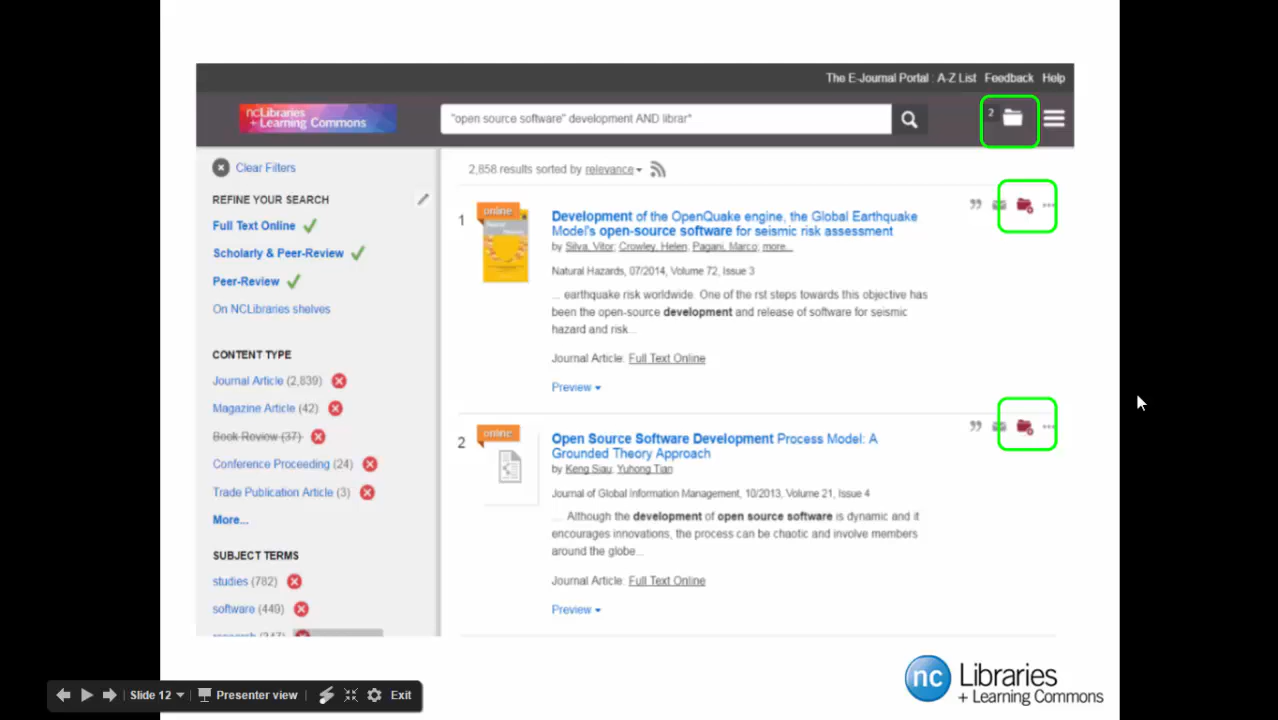 The E-Journal Portal : A-Z List Feedback Help
ncLibraries
+ Learning Commons
"open source software" development AND librar*
2
Clear Filters
REFINE YOUR SEARCH
Full Text Online
Scholarly & Peer-Review
Peer-Review
On NCLibraries shelves
CONTENT TYPE
Journal Article (2,839)
Magazine Article (42)
Book Review (37)
Conference Proceeding (24)
Trade Publication Article (3)
More...
SUBJECT TERMS
studies (782)
software (449)
2,858 results sorted by relevance
1
online
Development of the OpenQuake engine, the Global Earthquake
Model's open-source software for seismic risk assessment
by Silva, Vitor; Crowley, Helen; Pagani, Marco; more...
Natural Hazards, 07/2014, Volume 72, Issue 3
... earthquake risk worldwide. One of the rst steps towards this objective has
been the open-source development and release of software for seismic
hazard and risk...
Journal Article: Full Text Online
Preview
2
online
Open Source Software Development Process Model: A
Grounded Theory Approach
by Keng Siau; Yuhong Tian
Journal of Global Information Management, 10/2013, Volume 21, Issue 4
... Although the development of open source software is dynamic and it
encourages innovations, the process can be chaotic and involve members
around the globe...
Journal Article: Full Text Online
Preview
nc Libraries
+ Learning Commons
Slide 12
Presenter view
Exit